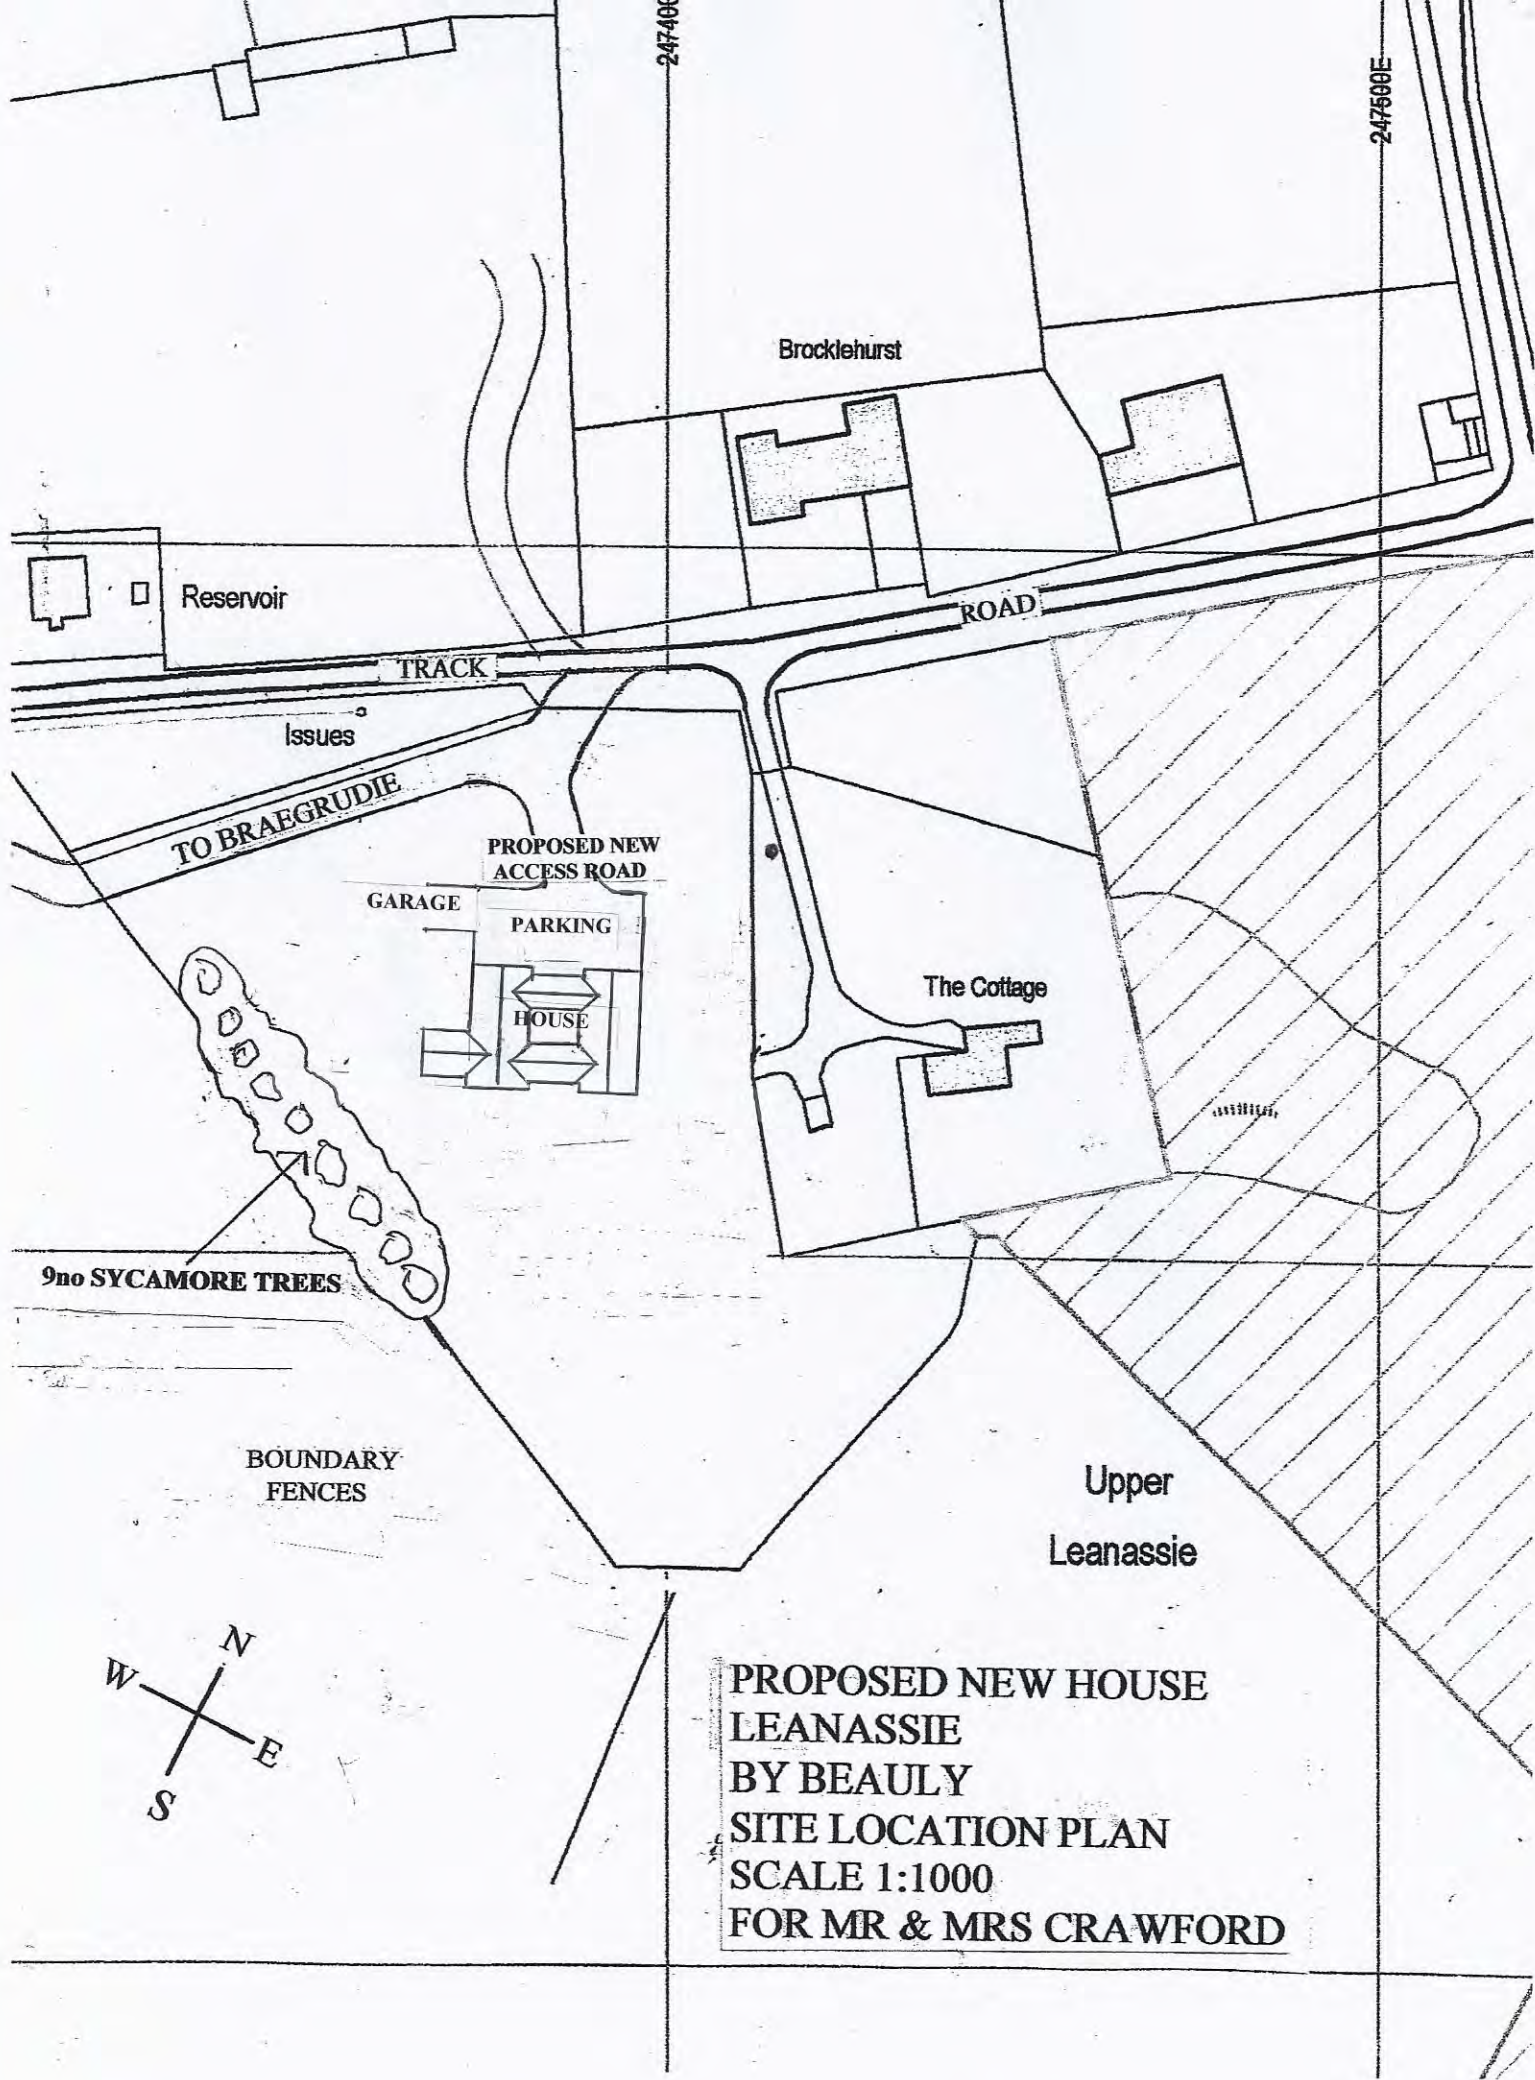 247400
247500E
Brocklehurst
Reservoir
ROAD
TRACK
Issues
TO BRAEGRUDIE
PROPOSED NEW
ACCESS ROAD
GARAGE
PARKING
HOUSE
The Cottage
9no SYCAMORE TREES
BOUNDARY
FENCES
Upper
Leanassie
N
W
E
S
PROPOSED NEW HOUSE
LEANASSIE
BY BEAULY
SITE LOCATION PLAN
SCALE 1:1000
FOR MR & MRS CRAWFORD